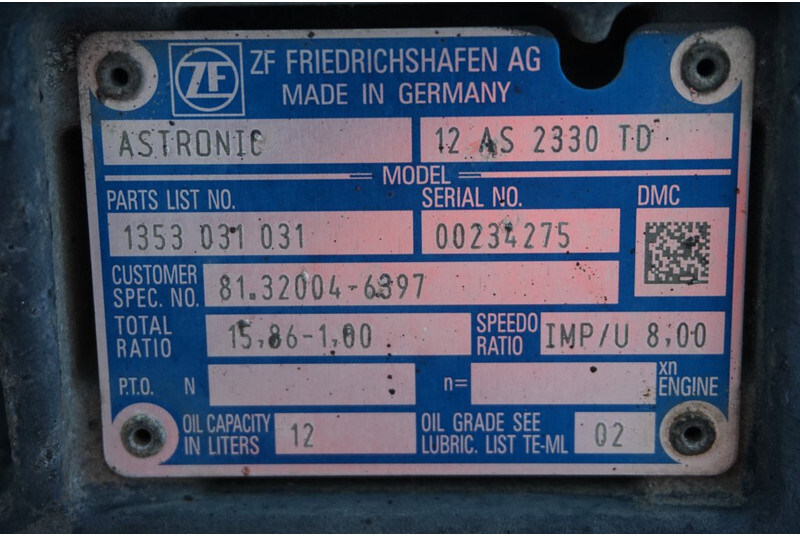 ZF
ZF FRIEDRICHSHAFEN AG
MADE IN GERMANY
ASTRONIC
12 AS 2330 TD
MODEL
PARTS LIST NO.
SERIAL NO.
DMC
1353 031 031
00234275
CUSTOMER
SPEC. NO.
81.32004-6397
TOTAL
RATIO
15,86-1,00
SPEEDO
RATIO
IMP/U 8,00
P.T.O. N
n=
xn
ENGINE
OIL CAPACITY
IN LITERS
12
OIL GRADE SEE
LUBRIC. LIST TE-ML
02